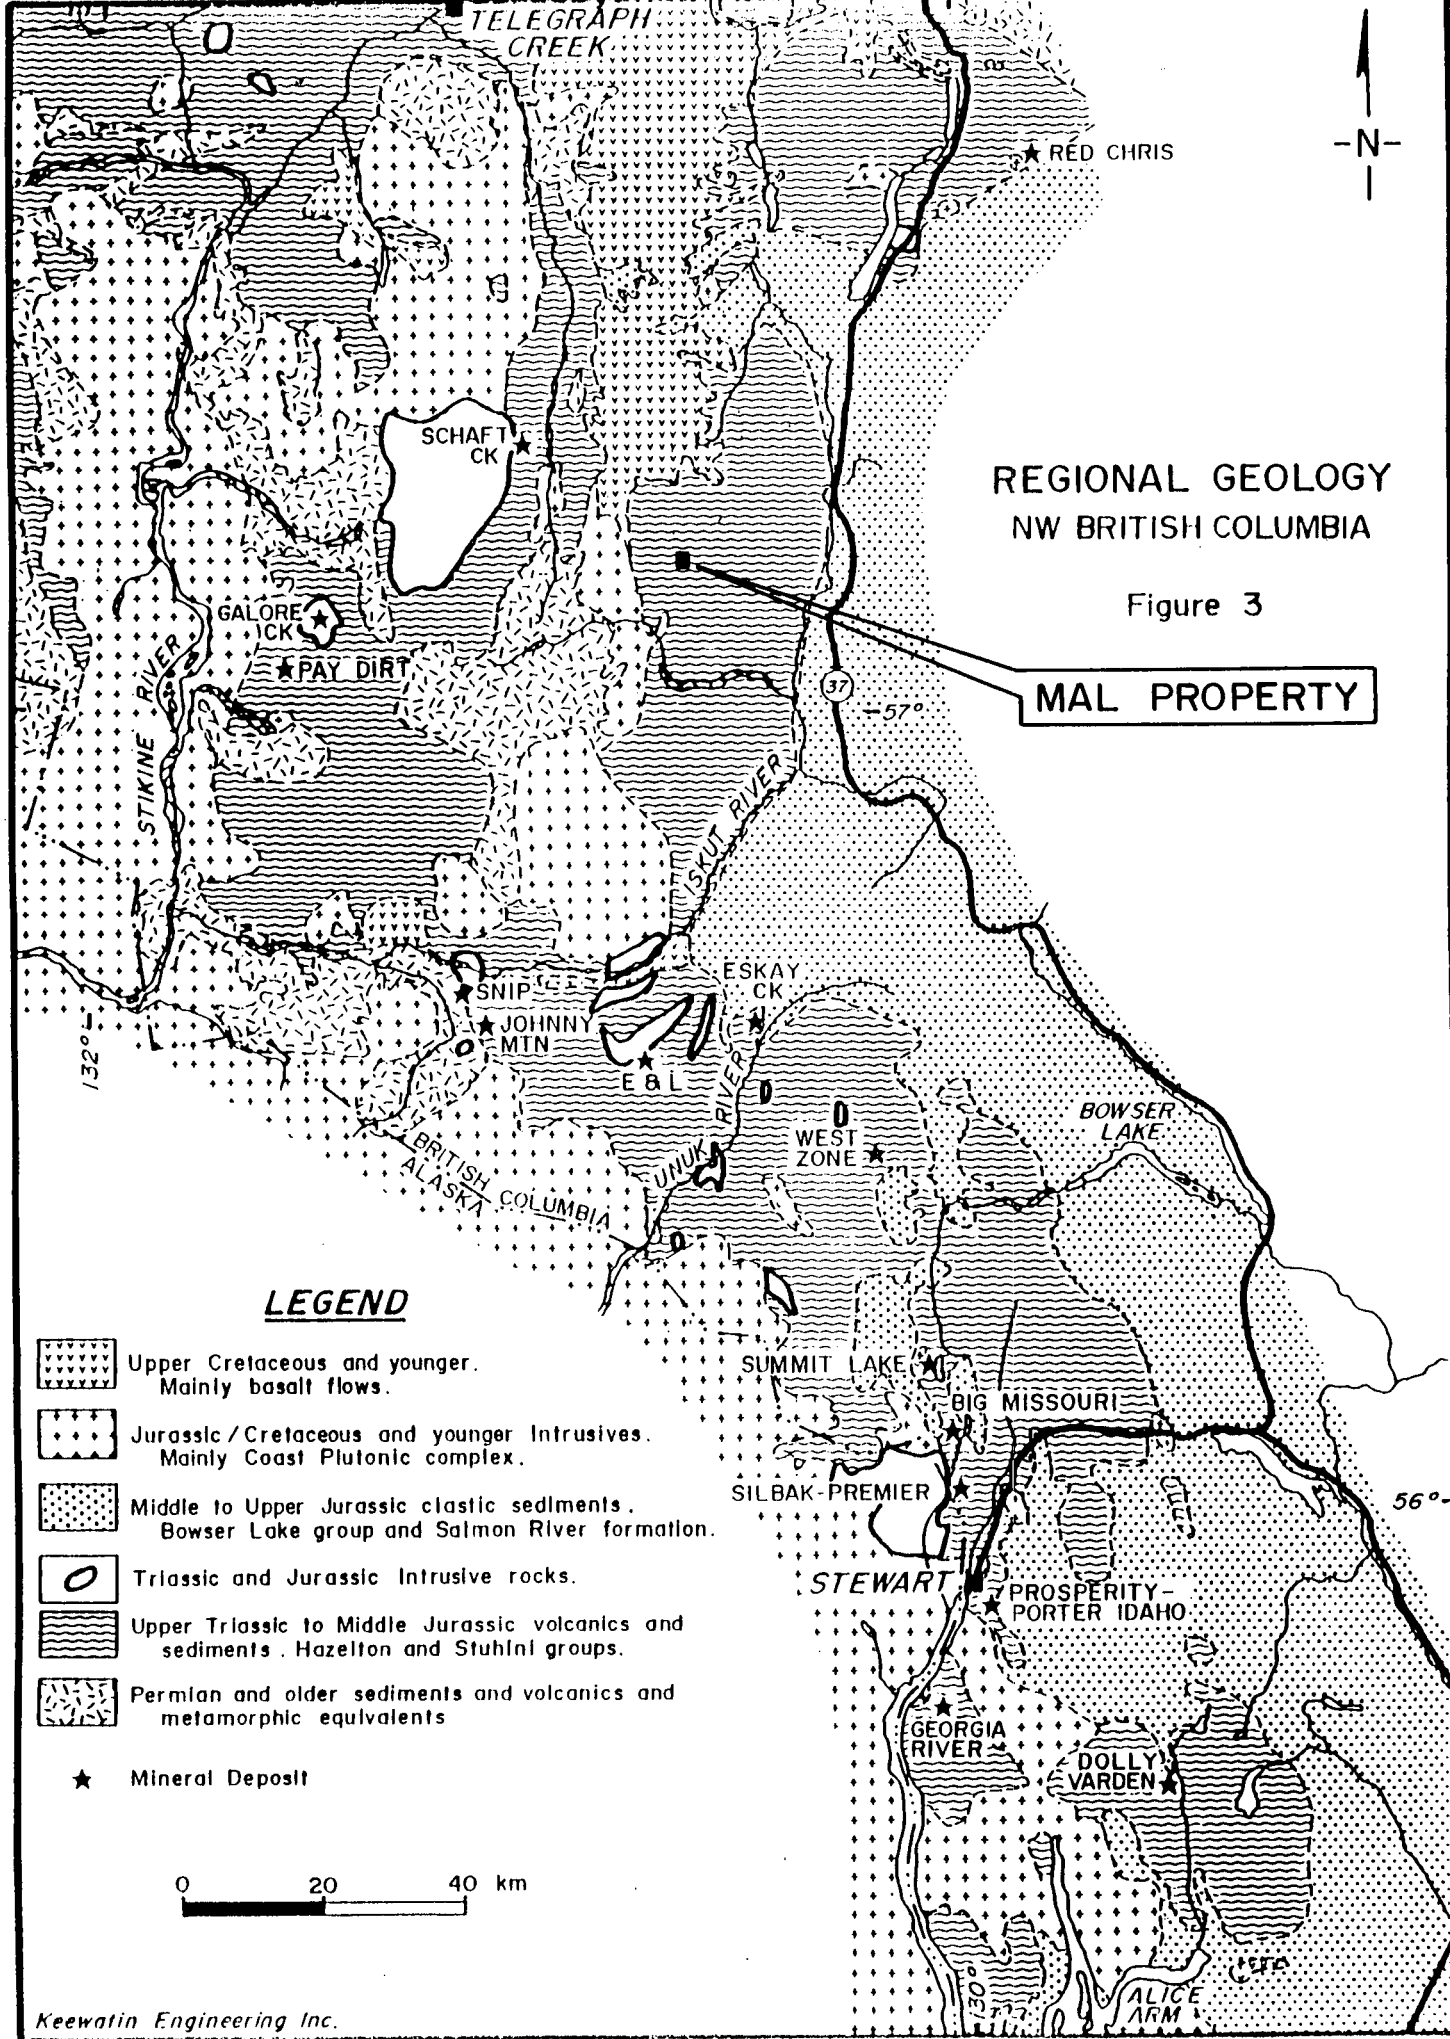 TELEGRAPH
CREEK
-N-
RED CHRIS
SCHAFT
CK
REGIONAL GEOLOGY
NW BRITISH COLUMBIA
Figure 3
GALORE
CK
PAY DIRT
MAL PROPERTY
37
-57°
STIKINE RIVER
ISKUT RIVER
ESKAY
CK
SNIP
JOHNNY
MTN
E & L
132°-
UNUK RIVER
WEST
ZONE
BOWSER
LAKE
BRITISH COLUMBIA
ALASKA
LEGEND
Upper Cretaceous and younger.
Mainly basalt flows.
Jurassic/Cretaceous and younger Intrusives.
Mainly Coast Plutonic complex.
Middle to Upper Jurassic clastic sediments.
Bowser Lake group and Salmon River formation.
Triassic and Jurassic Intrusive rocks.
Upper Triassic to Middle Jurassic volcanics and
sediments. Hazelton and Stuhini groups.
Permian and older sediments and volcanics and
metamorphic equivalents
★ Mineral Deposit
SUMMIT LAKE
BIG MISSOURI
SILBAK-PREMIER
56°-
STEWART
PROSPERITY-
PORTER IDAHO
GEORGIA
RIVER
DOLLY
VARDEN
0 20 40 km
130°
ALICE
ARM
Keewatin Engineering Inc.